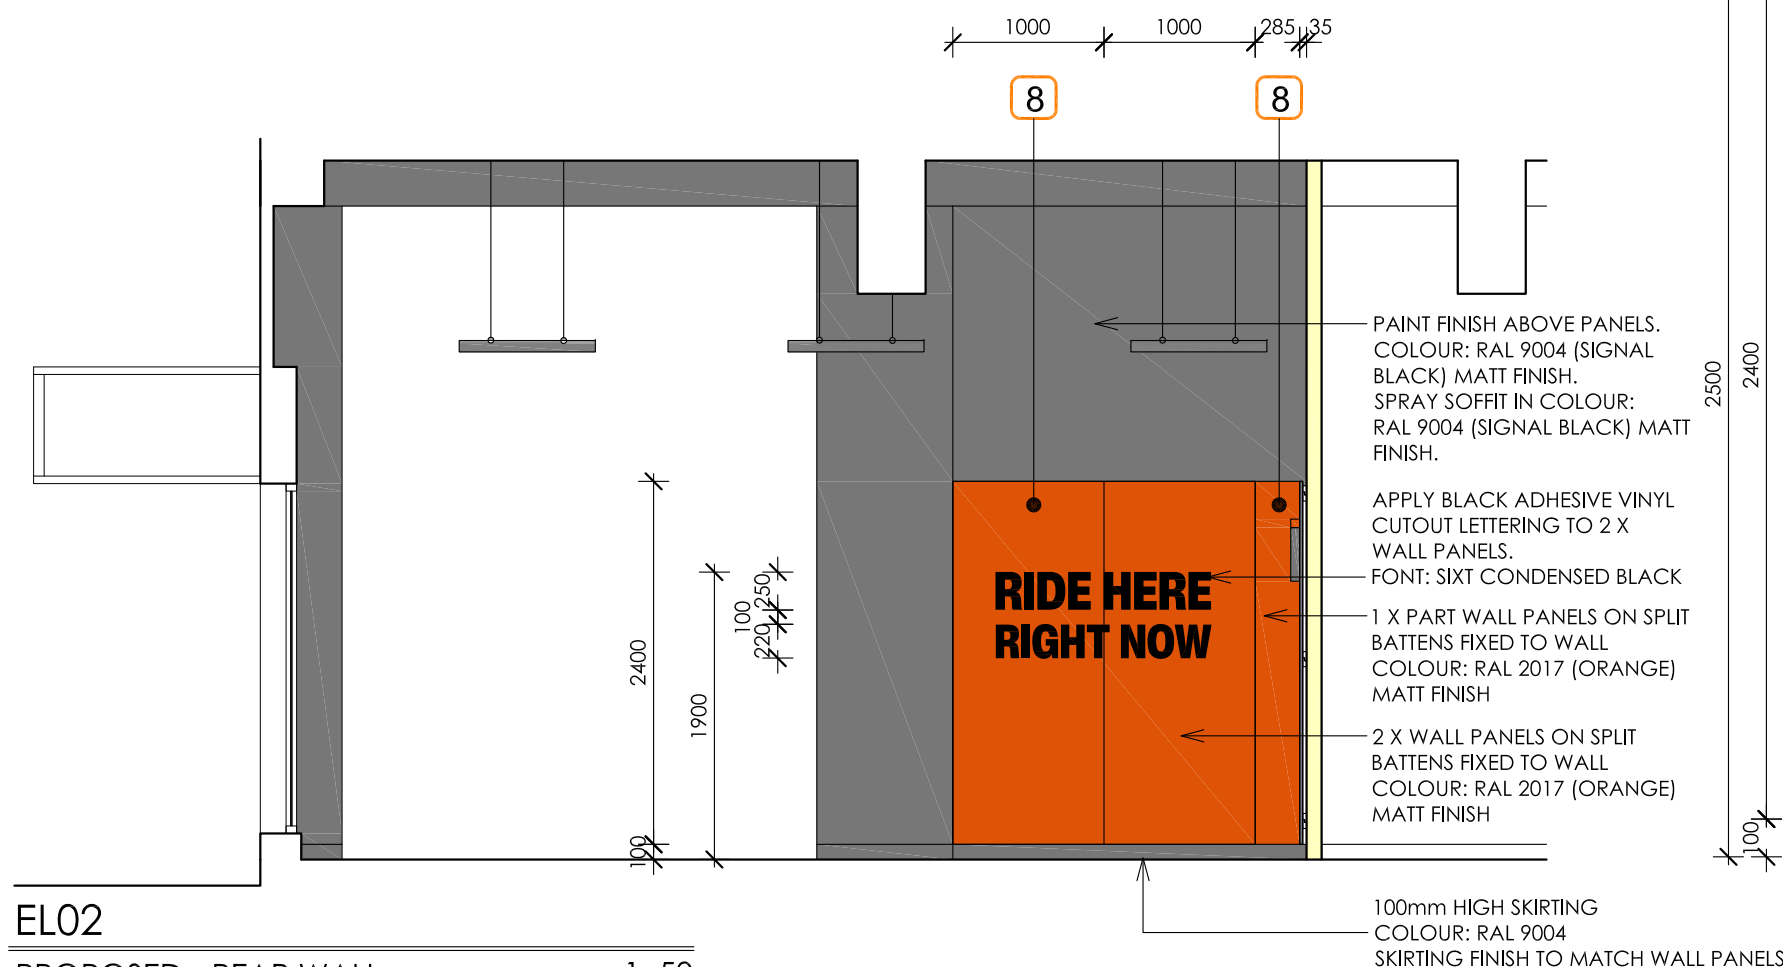 1000
1000
285
35
8
8
PAINT FINISH ABOVE PANELS.
COLOUR: RAL 9004 (SIGNAL
BLACK) MATT FINISH.
SPRAY SOFFIT IN COLOUR:
RAL 9004 (SIGNAL BLACK) MATT
FINISH.
2500
2400
APPLY BLACK ADHESIVE VINYL
CUTOUT LETTERING TO 2 X
WALL PANELS.
FONT: SIXT CONDENSED BLACK
RIDE HERE
RIGHT NOW
250
100
220
2400
1900
100
1 X PART WALL PANELS ON SPLIT
BATTENS FIXED TO WALL
COLOUR: RAL 2017 (ORANGE)
MATT FINISH
2 X WALL PANELS ON SPLIT
BATTENS FIXED TO WALL
COLOUR: RAL 2017 (ORANGE)
MATT FINISH
100
100mm HIGH SKIRTING
COLOUR: RAL 9004
SKIRTING FINISH TO MATCH WALL PANELS
EL02